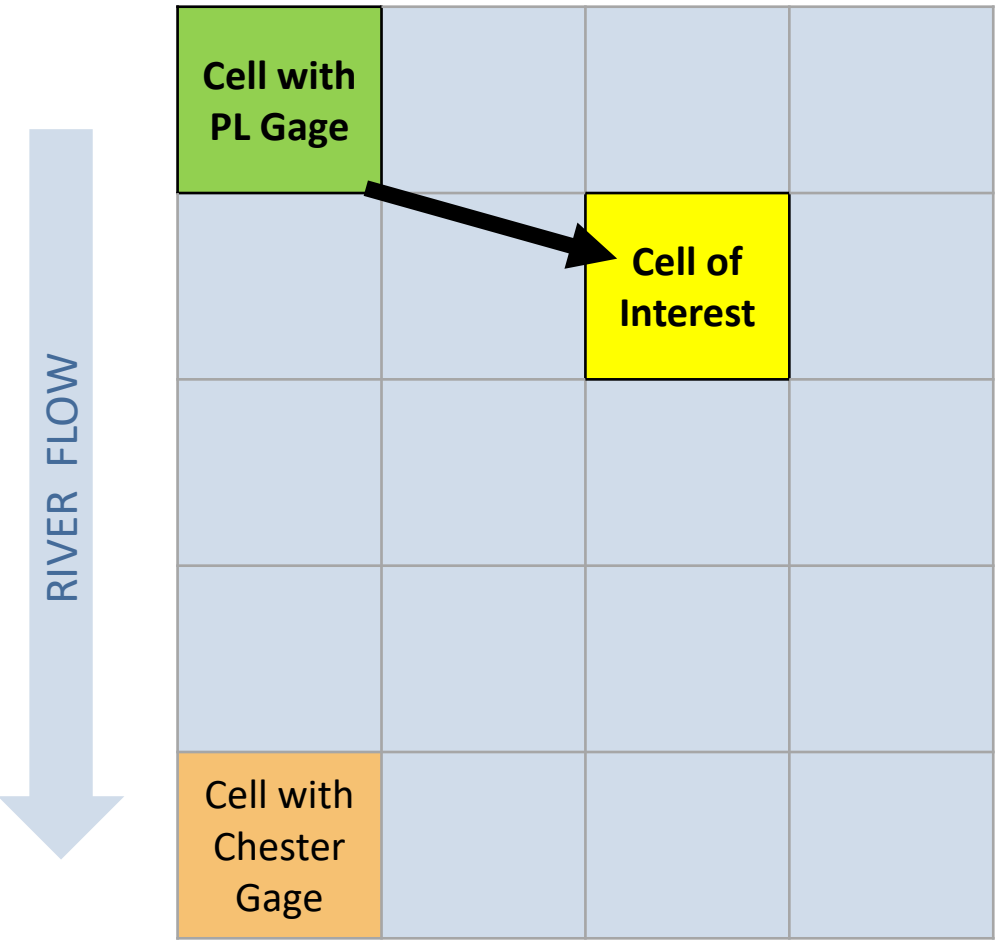 Cell with
PL Gage
Cell of
Interest
RIVER FLOW
Cell with
Chester
Gage